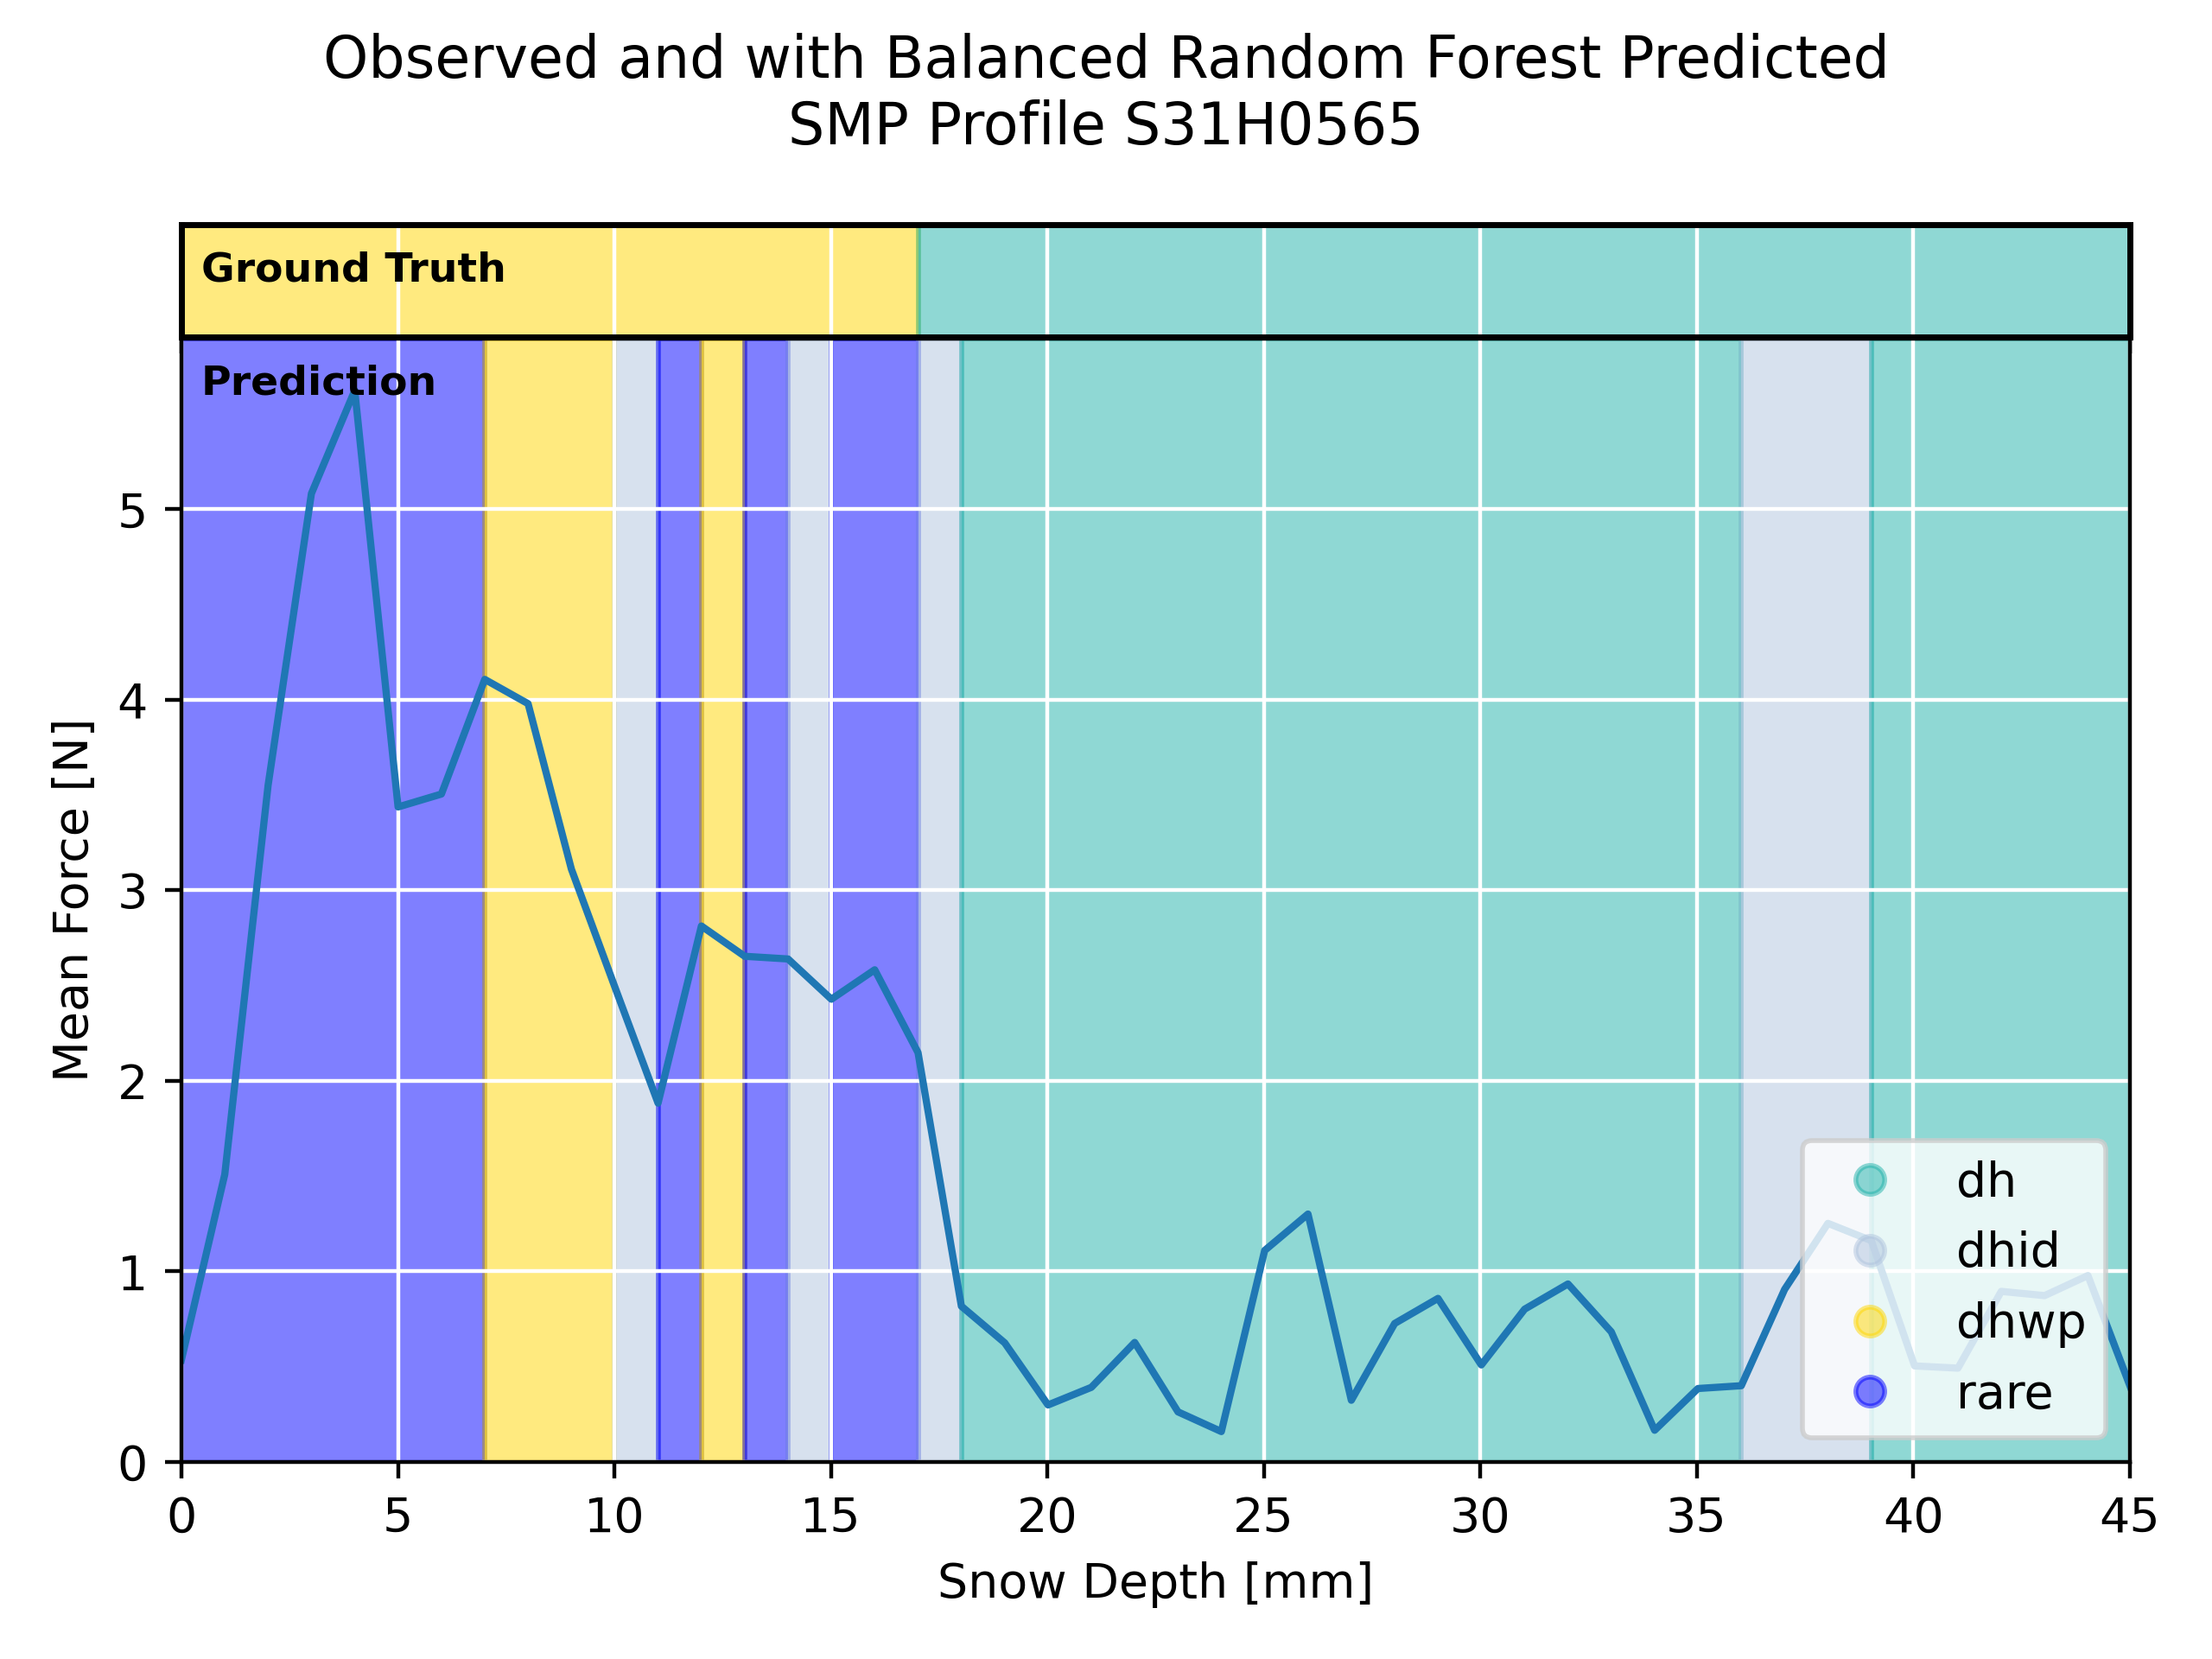 Observed and with Balanced Random Forest Predicted
SMP Profile S31H0565
Ground Truth
Prediction
5
4
3
2
1
0
Mean Force [N]
dh
dhid
dhwp
rare
0 5 10 15 20 25 30 35 40 45
Snow Depth [mm]